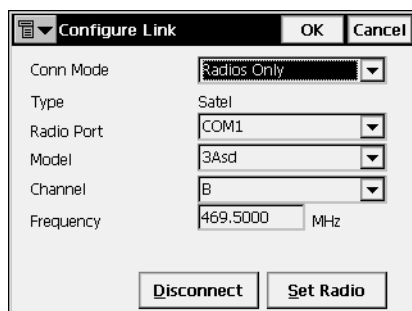 Configure Link OK Cancel
Conn Mode Radios Only
Type Satel
Radio Port COM1
Model 3Asd
Channel B
Frequency 469.5000 MHz
Disconnect Set Radio